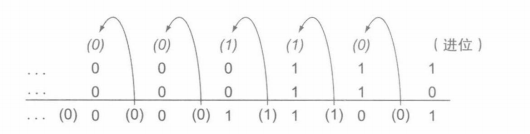 (0) (0) (1) (1) (0) (进位)
... 0 0 0 1 1 1
... 0 0 0 1 1 0
... (0) 0 (0) 0 (0) 1 (1) 1 (1) 0 (0) 1